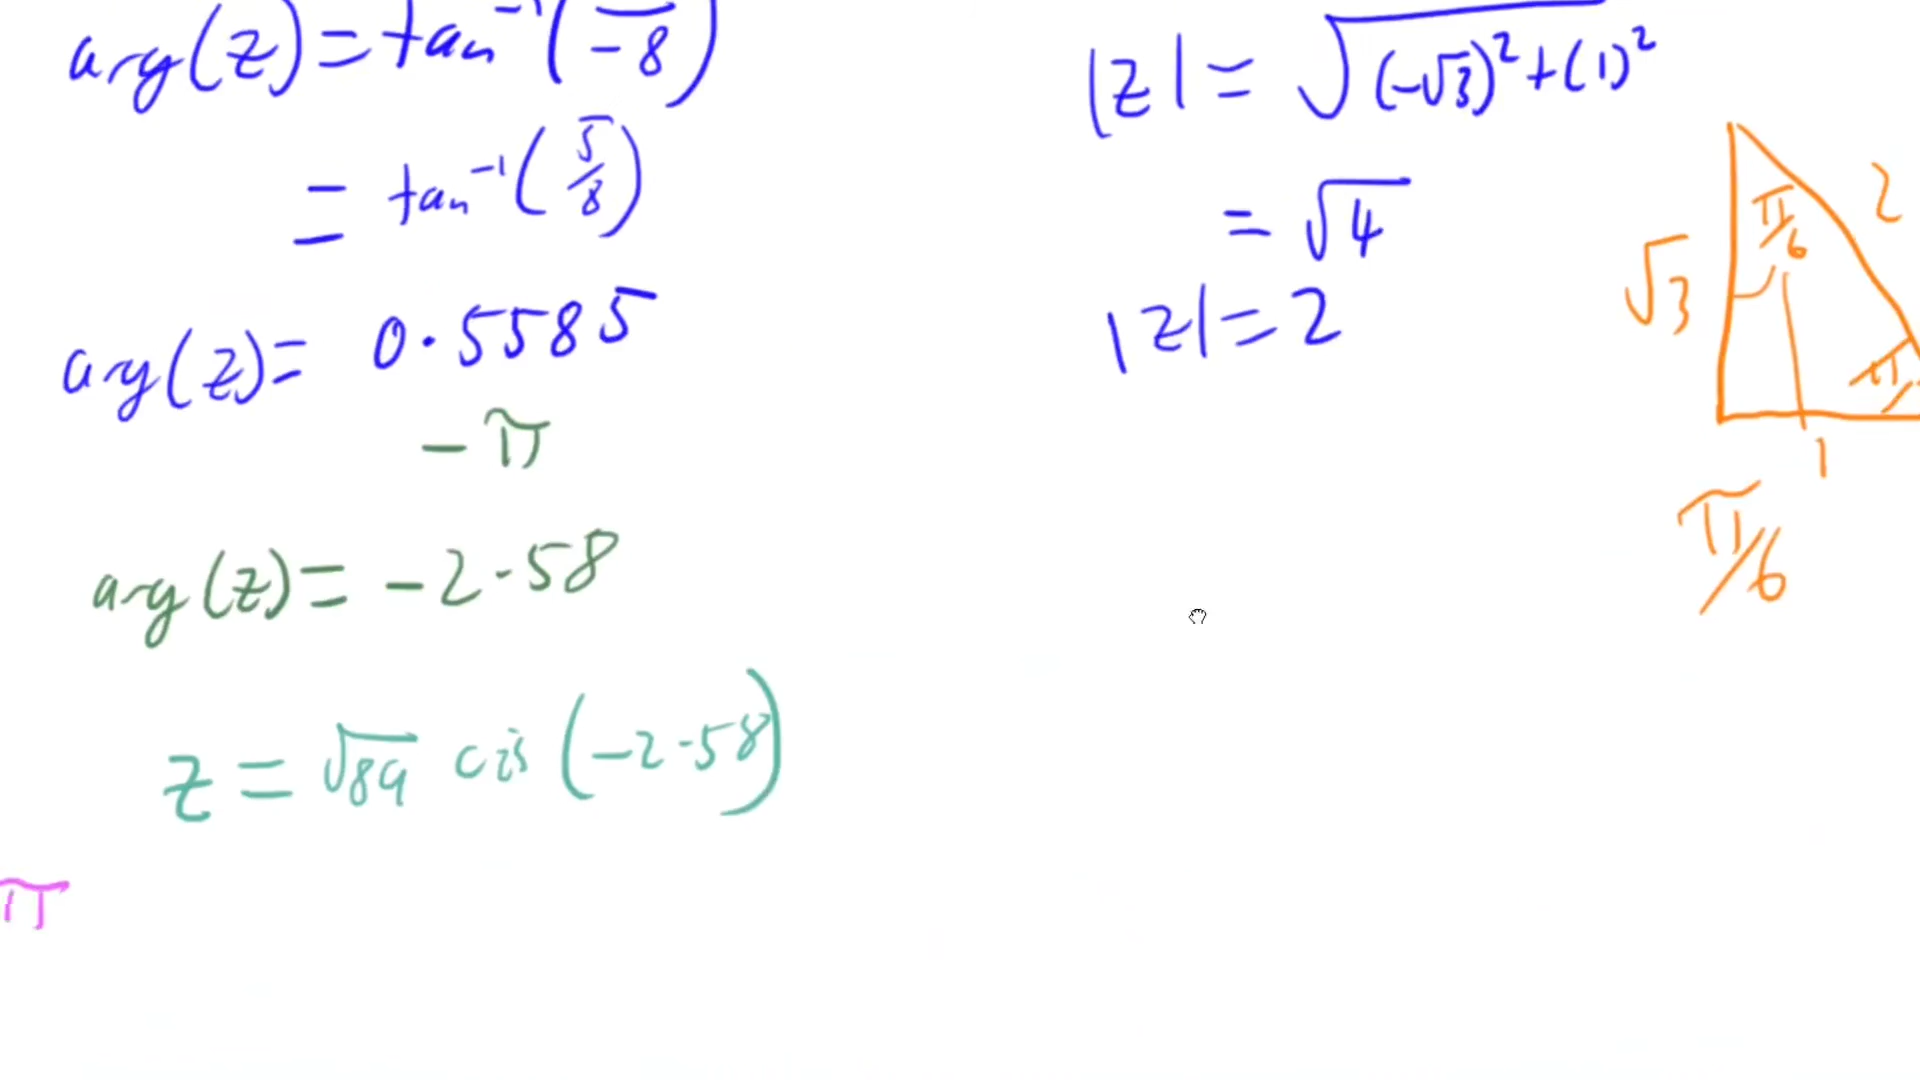 arg(z) = tan⁻¹( /-8)
= tan⁻¹(5/8)
arg(z) = 0.5585
-π
arg(z) = -2.58
z = √89 cis (-2.58)
π
|z| = √(-√3)² + (1)²
= √4
|z| = 2
√3
π/6
2
π/
1
π/6